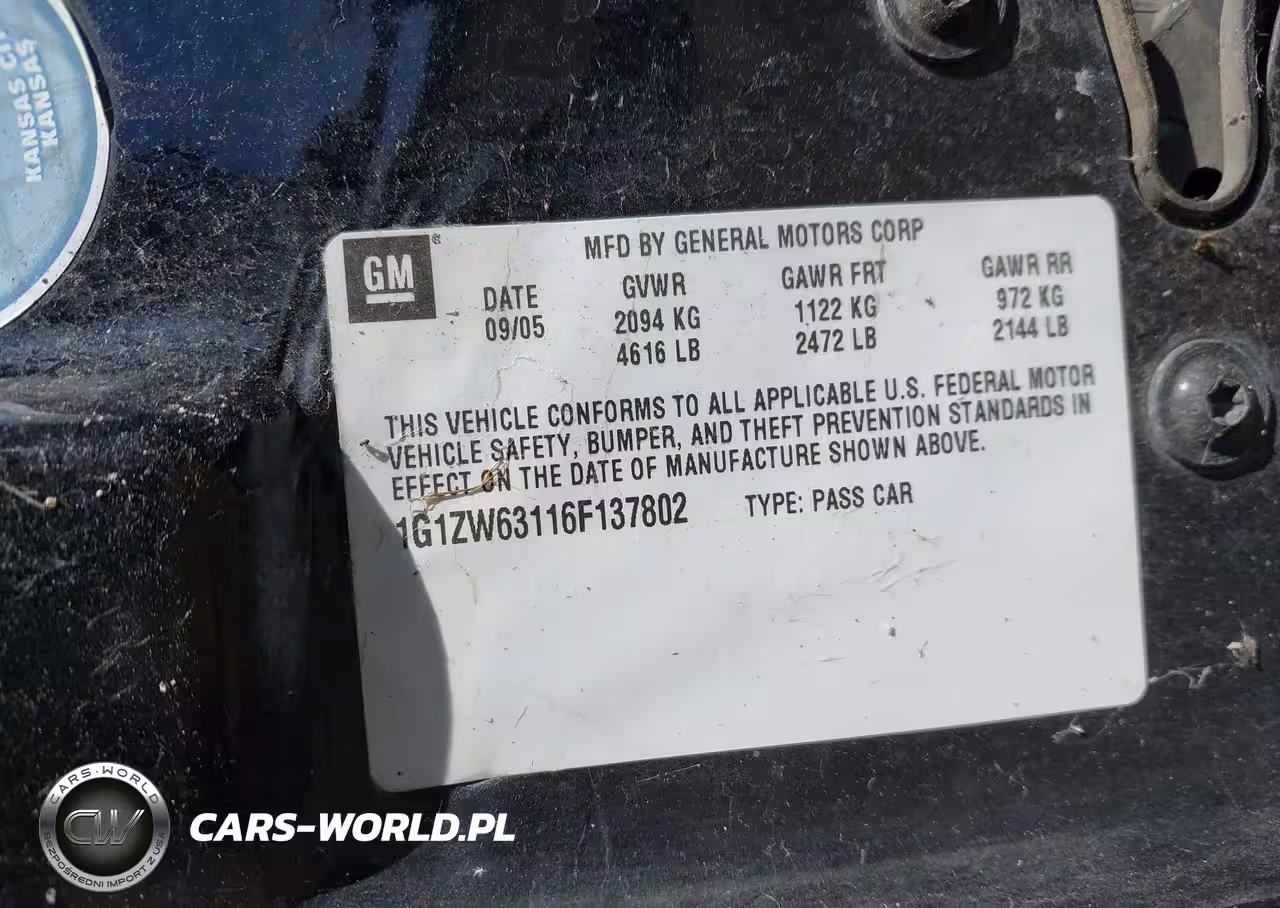 KANSAS CI
KANSAS
GM
®
MFD BY GENERAL MOTORS CORP
DATE GVWR GAWR FRT GAWR RR
09/05 2094 KG 1122 KG 972 KG
4616 LB 2472 LB 2144 LB
THIS VEHICLE CONFORMS TO ALL APPLICABLE U.S. FEDERAL MOTOR
VEHICLE SAFETY, BUMPER, AND THEFT PREVENTION STANDARDS IN
EFFECT ON THE DATE OF MANUFACTURE SHOWN ABOVE.
1G1ZW63116F137802 TYPE: PASS CAR
CARS-WORLD
CW
BEZPOŚREDNI IMPORT Z USA
CARS-WORLD.PL